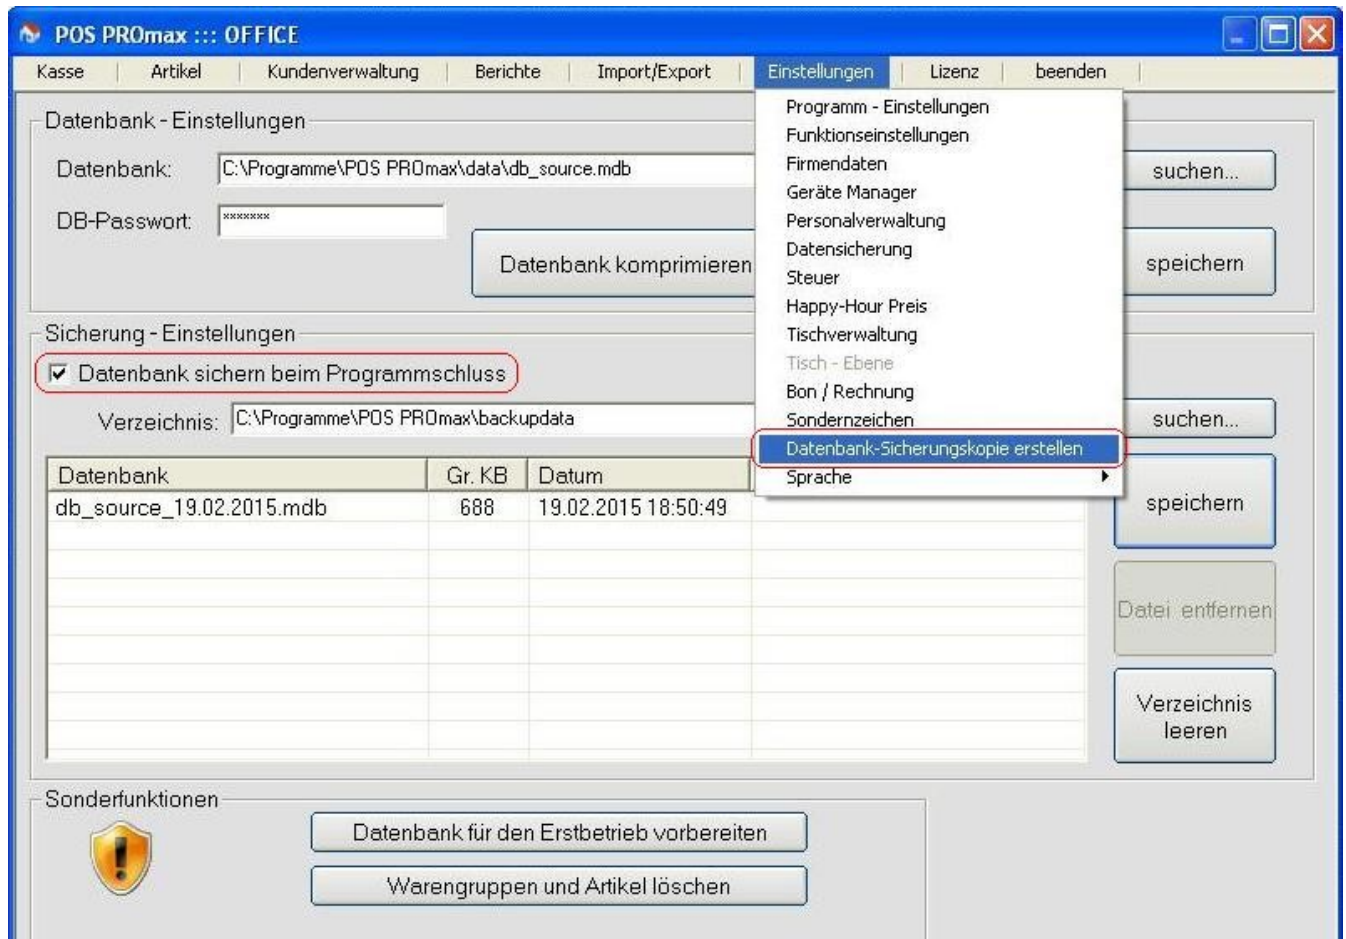 POS PROmax ::: OFFICE
Kasse Artikel Kundenverwaltung Berichte Import/Export Einstellungen Lizenz beenden
Datenbank - Einstellungen
Datenbank: C:\Programme\POS PROmax\data\db_source.mdb suchen...
DB-Passwort: *******
Datenbank komprimieren speichern
Programm - Einstellungen
Funktionseinstellungen
Firmendaten
Geräte Manager
Personalverwaltung
Datensicherung
Steuer
Happy-Hour Preis
Tischverwaltung
Tisch - Ebene
Bon / Rechnung
Sondernzeichen
Datenbank-Sicherungskopie erstellen
Sprache
Sicherung - Einstellungen
Datenbank sichern beim Programmschluss
Verzeichnis: C:\Programme\POS PROmax\backupdata suchen...
Datenbank Gr. KB Datum
db_source_19.02.2015.mdb 688 19.02.2015 18:50:49
speichern
Datei entfernen
Verzeichnis
leeren
Sonderfunktionen
Datenbank für den Erstbetrieb vorbereiten
Warengruppen und Artikel löschen